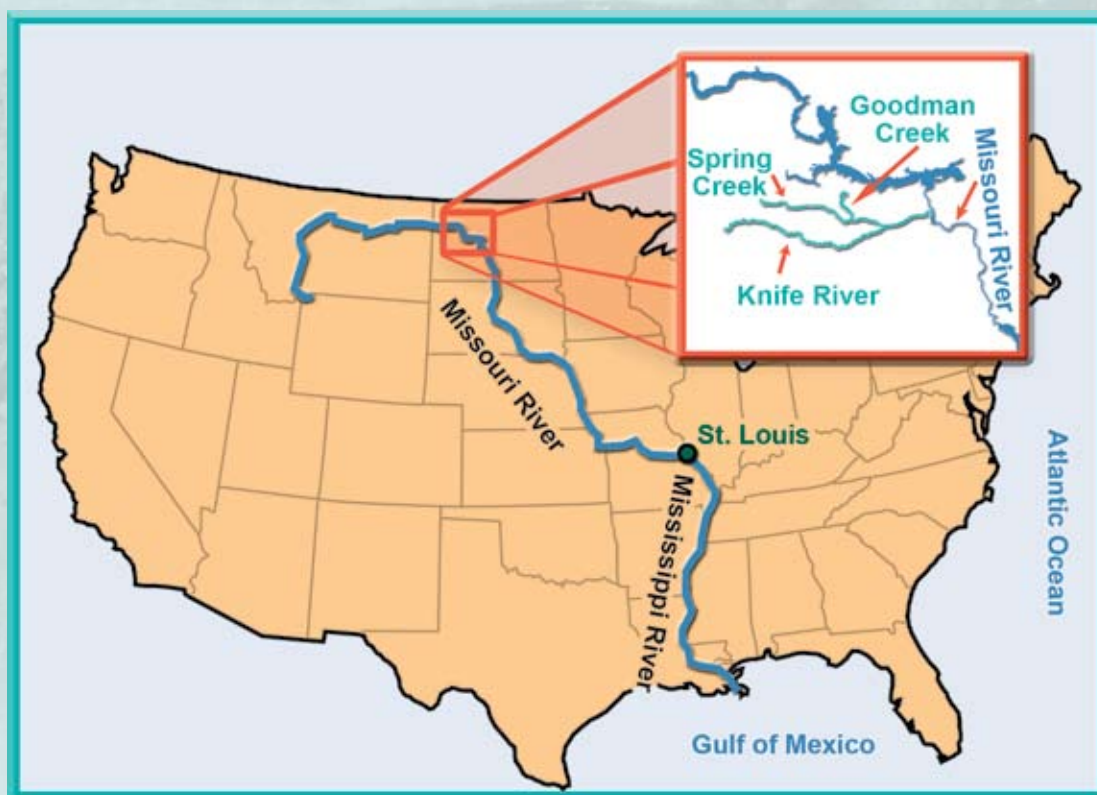 Goodman
Creek
Spring
Creek
Missouri River
Knife River
Missouri River
St. Louis
Mississippi River
Atlantic Ocean
Gulf of Mexico